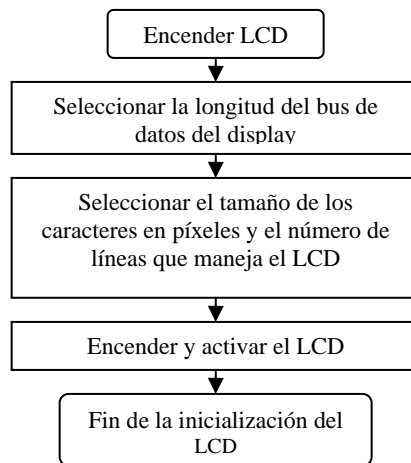 Encender LCD
Seleccionar la longitud del bus de
datos del display
Seleccionar el tamaño de los
caracteres en píxeles y el número de
líneas que maneja el LCD
Encender y activar el LCD
Fin de la inicialización del
LCD